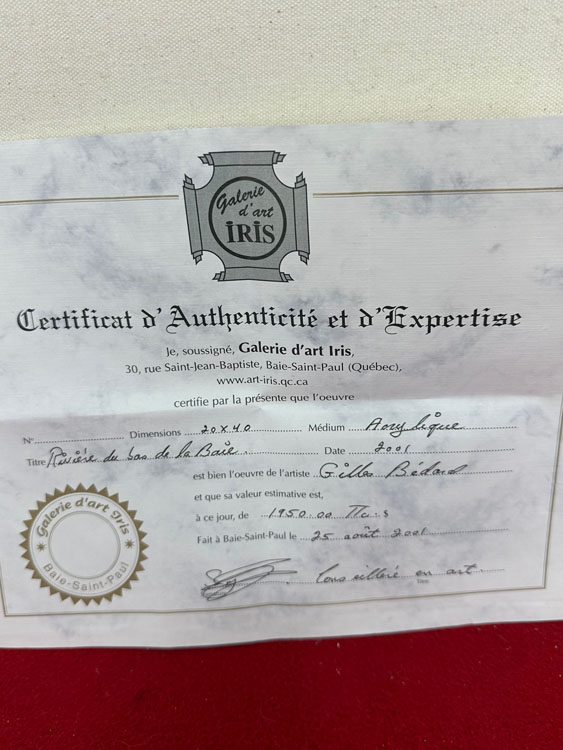 Galerie
d'art
IRIS
Certificat d'Authenticité et d'Expertise
Je, soussigné, Galerie d'art Iris,
30, rue Saint-Jean-Baptiste, Baie-Saint-Paul (Québec),
www.art-iris.qc.ca
certifie par la présente que l'oeuvre
N° Dimensions 20 x 40 Médium Acrylique
Titre Rivière du bas de la Baie Date 2001
est bien l'oeuvre de l'artiste Gilles Bédard
et que sa valeur estimative est,
à ce jour, de 1950.00 $
Fait à Baie-Saint-Paul le 25 août 2001
en art
Galerie d'art Iris
Baie-Saint-Paul